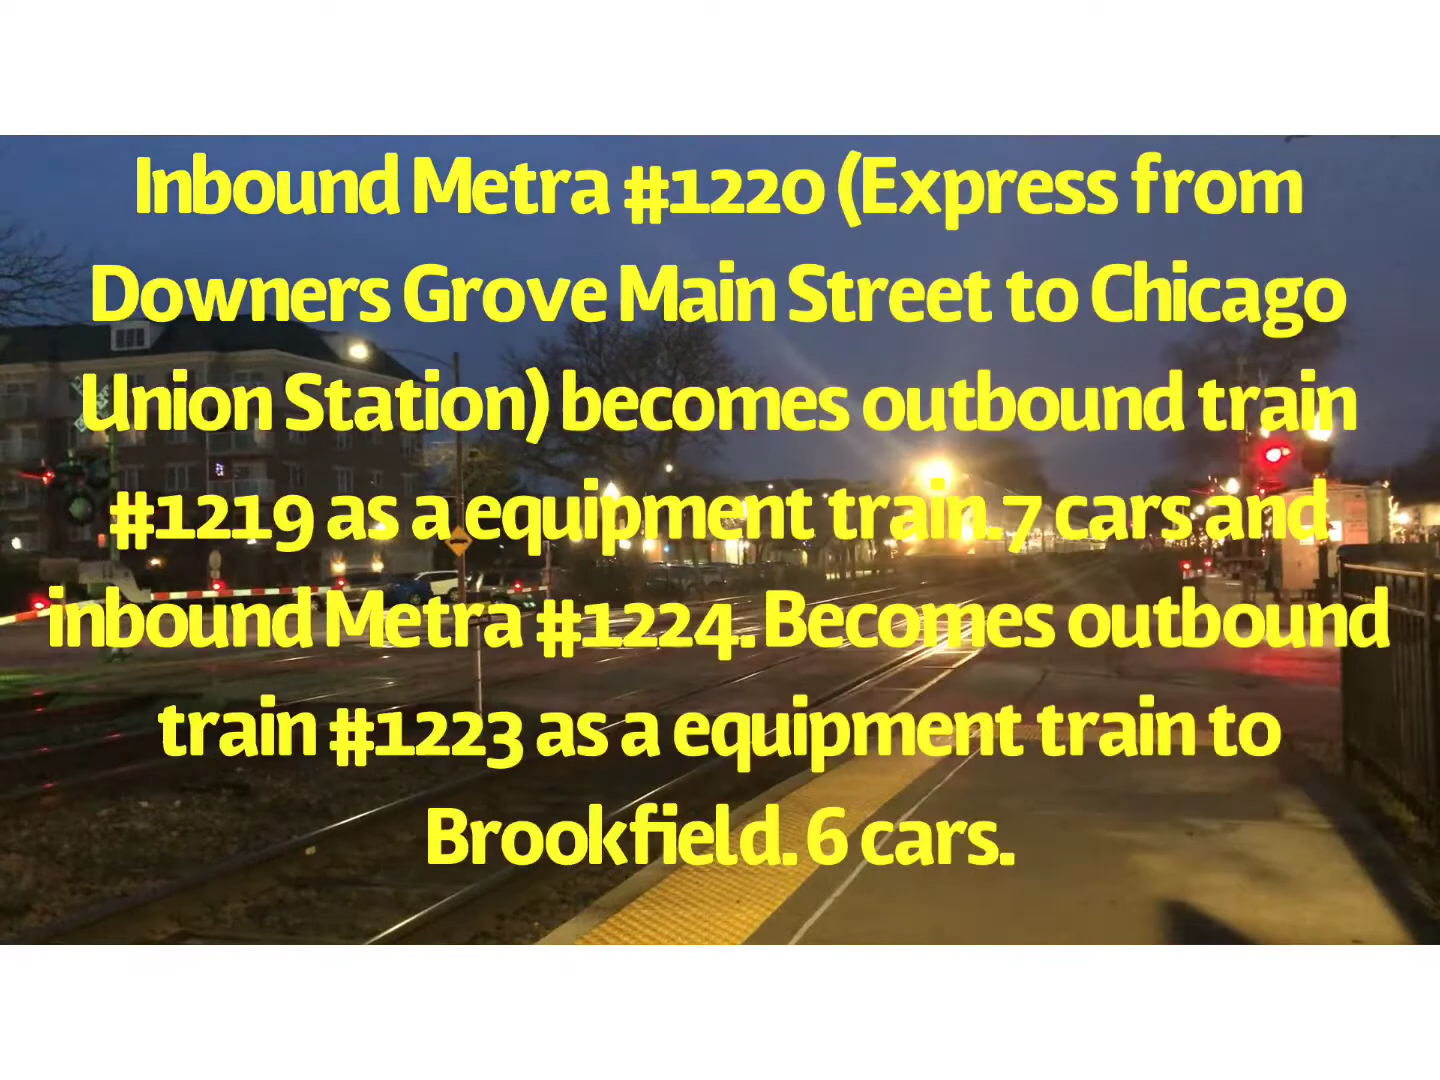 Inbound Metra #1220 (Express from
Downers Grove Main Street to Chicago
Union Station) becomes outbound train
#1219 as a equipment train. 7 cars and
inbound Metra #1224. Becomes outbound
train #1223 as a equipment train to
Brookfield. 6 cars.